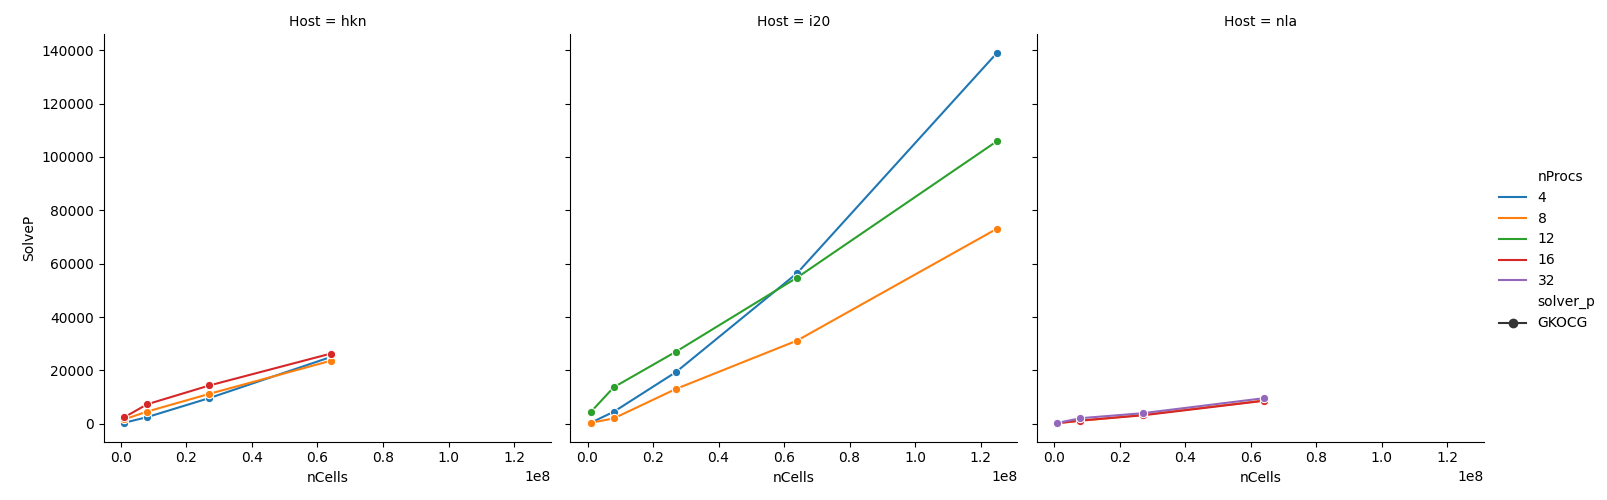 Host = hkn
Host = i20
Host = nla
140000
120000
100000
80000
60000
40000
20000
0
SolveP
0.0 0.2 0.4 0.6 0.8 1.0 1.2
1e8
nCells
0.0 0.2 0.4 0.6 0.8 1.0 1.2
1e8
nCells
0.0 0.2 0.4 0.6 0.8 1.0 1.2
1e8
nCells
nProcs
4
8
12
16
32
solver_p
GKOCG